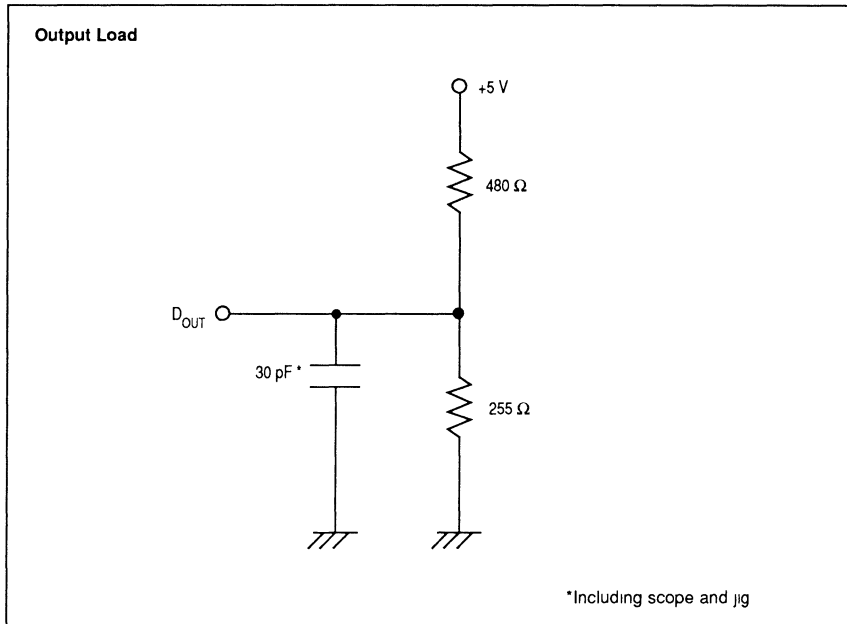 Output Load
+5 V
480 Ω
D_OUT
30 pF *
255 Ω
*Including scope and jig